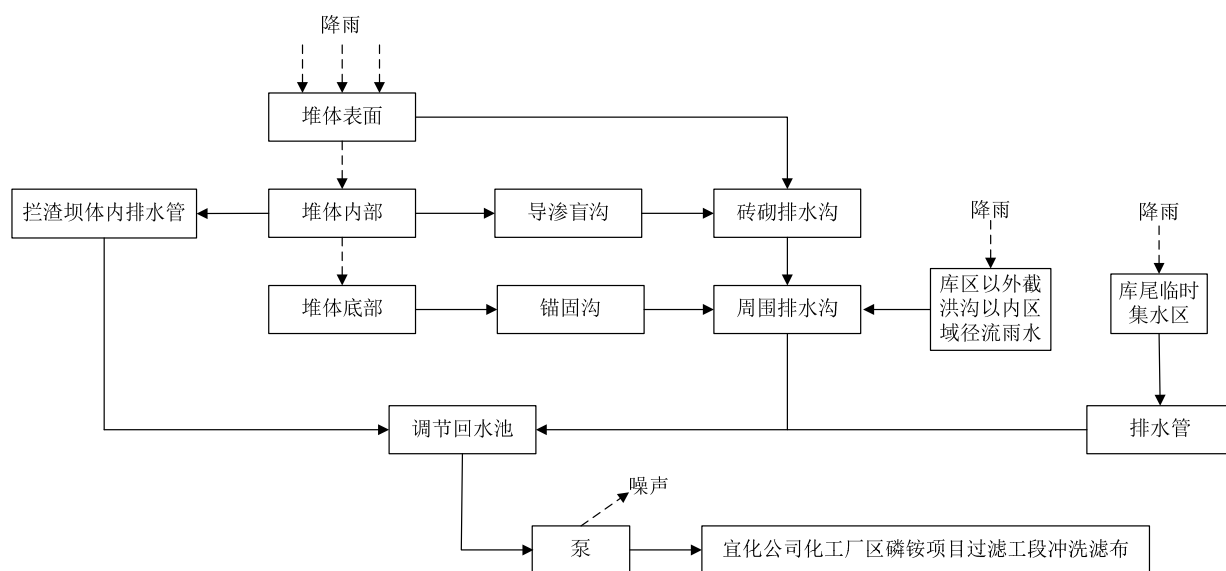 降雨
堆体表面
拦渣坝体内排水管
堆体内部
导渗盲沟
砖砌排水沟
降雨
降雨
堆体底部
锚固沟
周围排水沟
库区以外截
洪沟以内区
域径流雨水
库尾临时
集水区
调节回水池
排水管
噪声
泵
宜化公司化工厂区磷铵项目过滤工段冲洗滤布